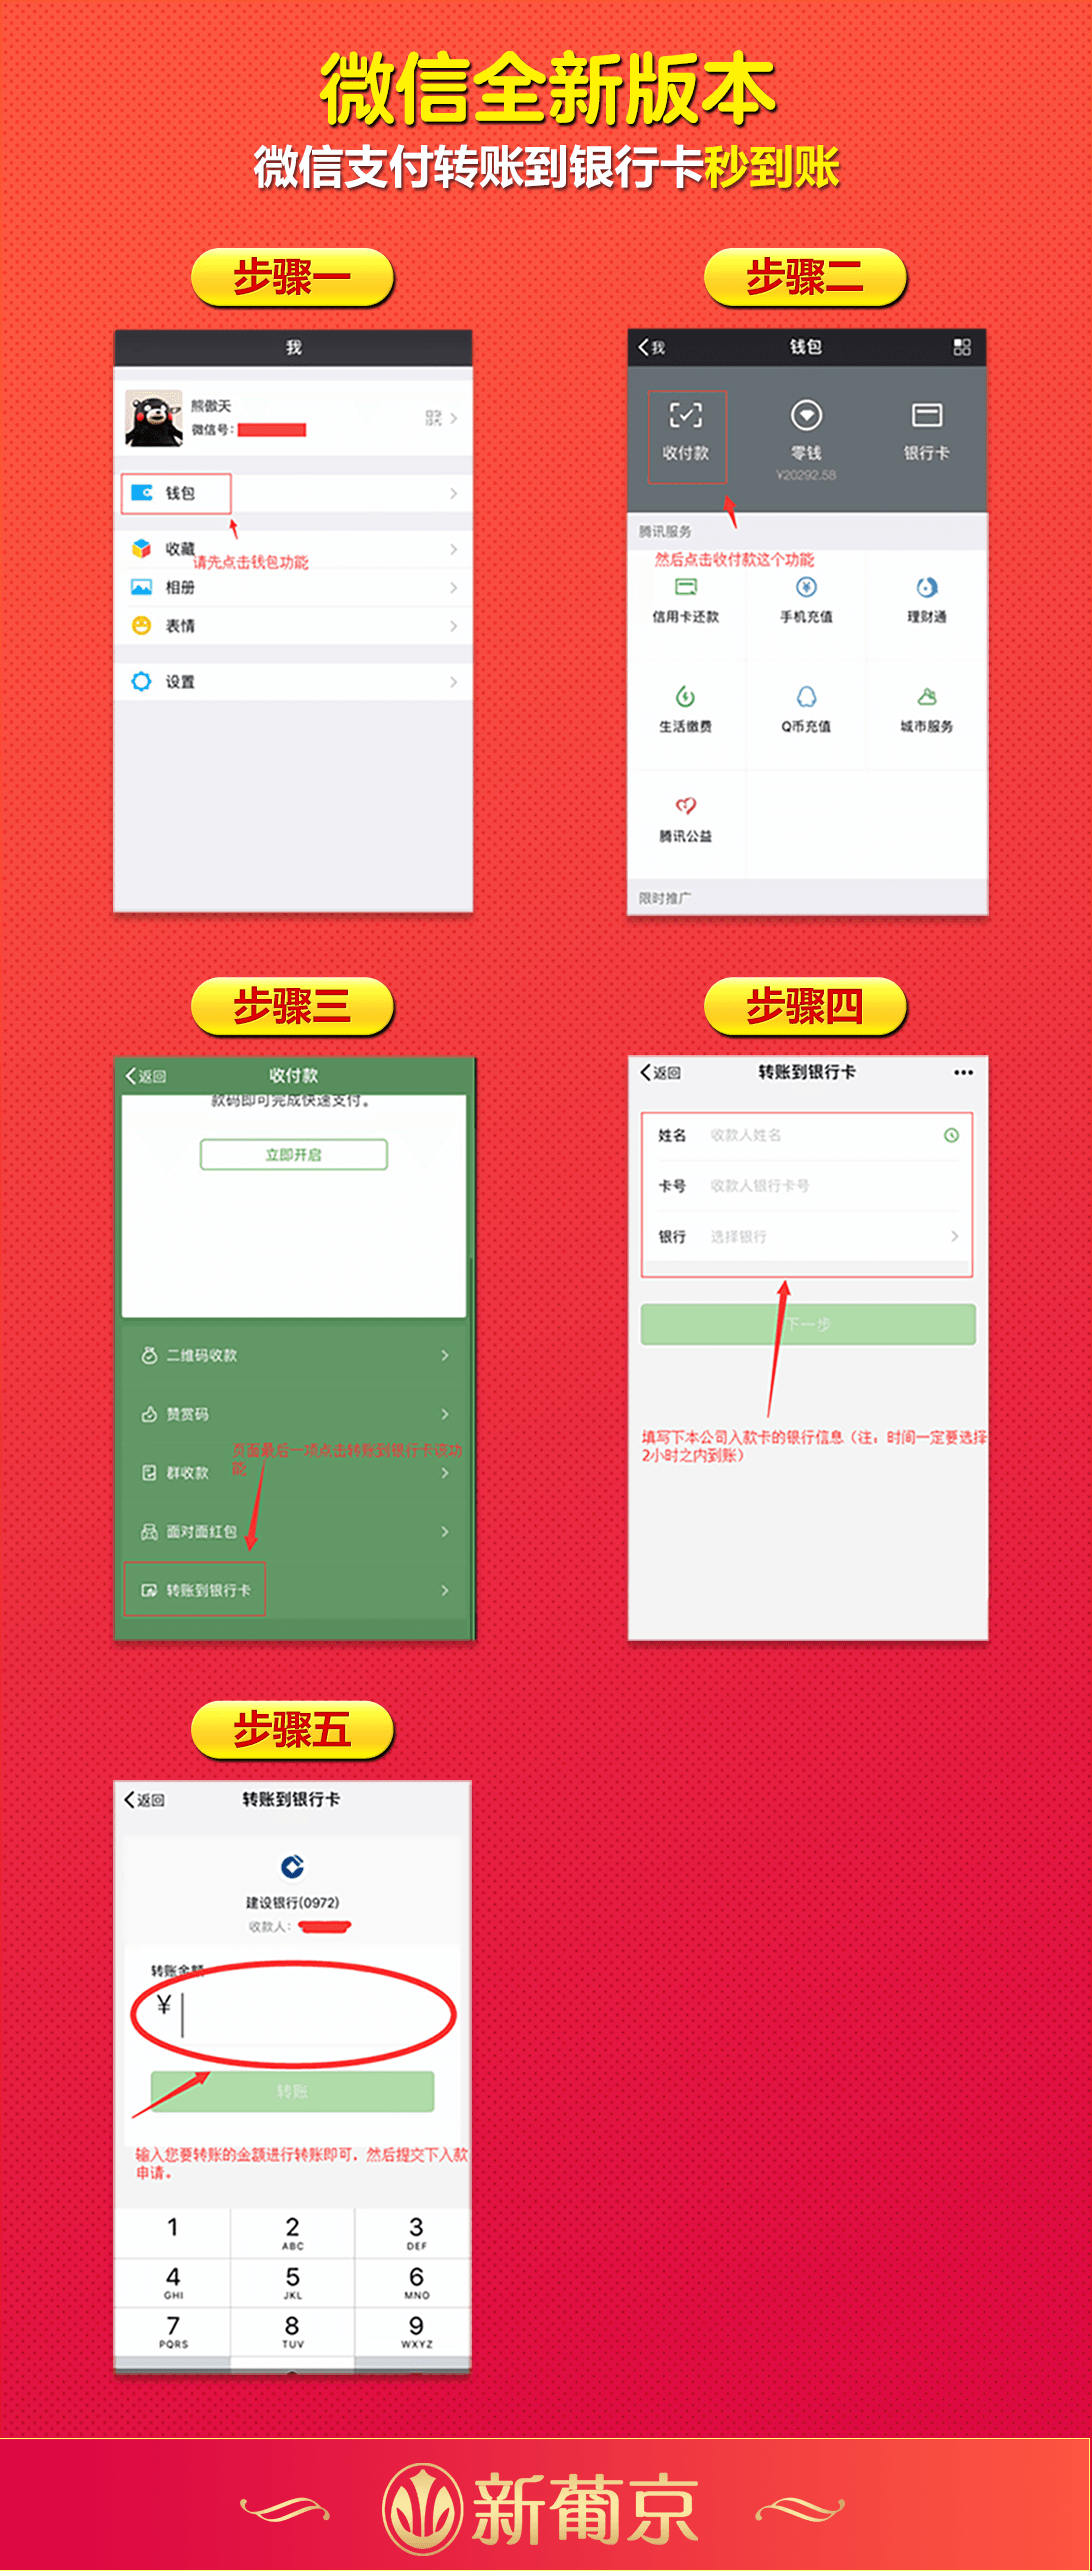 微信全新版本
微信支付转账到银行卡秒到账
步骤一
我
熊傲天
微信号:
钱包
收藏
请先点击钱包功能
相册
表情
设置
步骤二
我
钱包
收付款
零钱
银行卡
¥20292.58
腾讯服务
然后点击收付款这个功能
信用卡还款
手机充值
理财通
生活缴费
Q币充值
城市服务
腾讯公益
限时推广
步骤三
返回
收付款
款码即可完成快速支付。
立即开启
二维码收款
赞赏码
页面最后一项点击转账到银行卡该功
能
群收款
面对面红包
转账到银行卡
步骤四
返回
转账到银行卡
姓名 收款人姓名
卡号 收款人银行卡号
银行 选择银行
下一步
填写下本公司入款卡的银行信息（注：时间一定要选择
2小时之内到账）
步骤五
返回
转账到银行卡
建设银行(0972)
收款人:
转账金额
¥
转账
输入您要转账的金额进行转账即可，然后提交下入款
申请。
1 2 3
ABC DEF
4 5 6
GHI JKL MNO
7 8 9
PQRS TUV WXYZ
新葡京